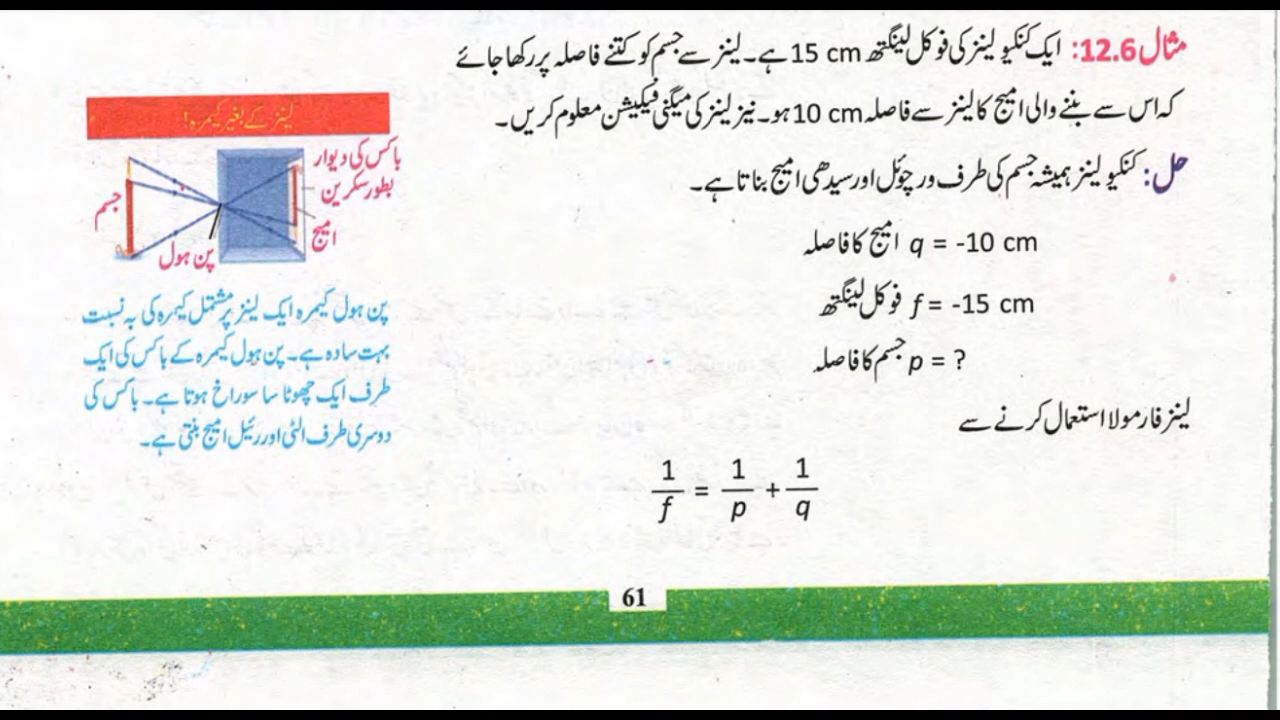 مثال 12.6: ایک کنکیو لینز کی فوکل لینگتھ 15 cm ہے۔ لینز سے جسم کو کتنے فاصلہ پر رکھا جائے
کہ اس سے بننے والی امیج کا لینز سے فاصلہ 10 cm ہو۔ نیز لینز کی میگنی فیکیشن معلوم کریں۔
حل: کنکیو لینز ہمیشہ جسم کی طرف ورچوئل اور سیدھی امیج بناتا ہے۔
امیج کا فاصلہ q = -10 cm
فوکل لینگتھ f = -15 cm
جسم کا فاصلہ p = ?
لینز فارمولا استعمال کرنے سے
1/f = 1/p + 1/q
لینز کے بغیر کیمرہ!
باکس کی دیوار
بطور سکرین
جسم
امیج
پن ہول
پن ہول کیمرہ ایک لینز پر مشتمل کیمرہ کی بہ نسبت
بہت سادہ ہے۔ پن ہول کیمرہ کے باکس کی ایک
طرف ایک چھوٹا سا سوراخ ہوتا ہے۔ باکس کی
دوسری طرف الٹی اور رئیل امیج بنتی ہے۔
61